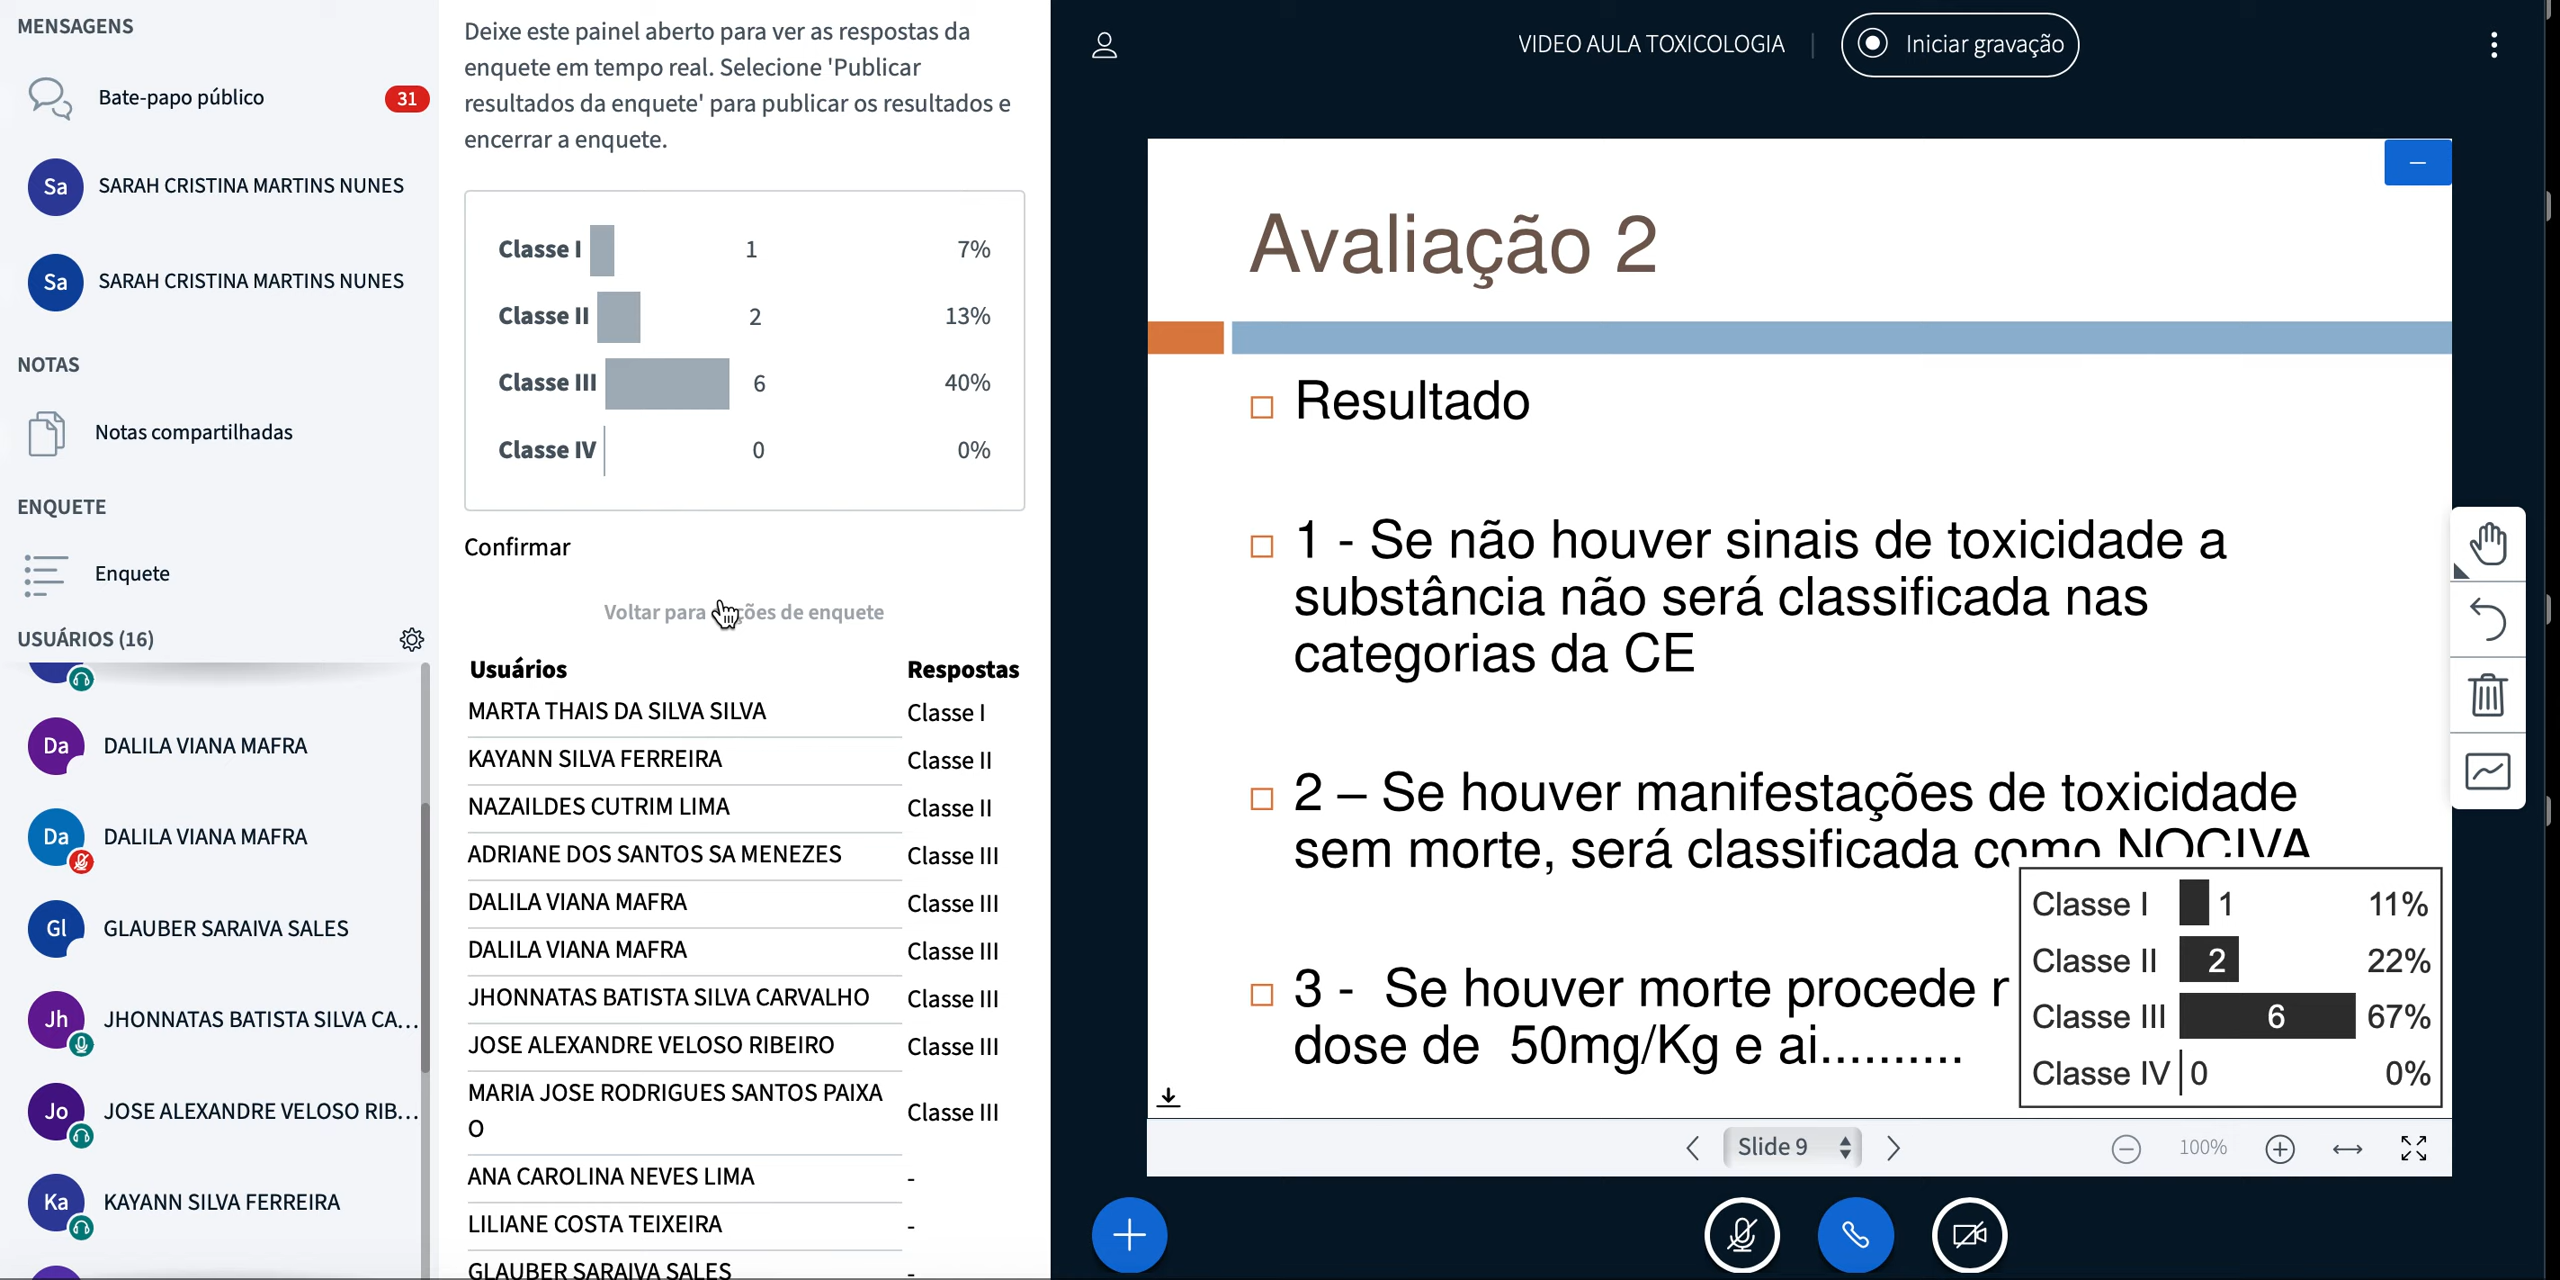 MENSAGENS
Bate-papo público
31
Sa
SARAH CRISTINA MARTINS NUNES
Sa
SARAH CRISTINA MARTINS NUNES
NOTAS
Notas compartilhadas
ENQUETE
Enquete
USUÁRIOS (16)
Da
DALILA VIANA MAFRA
Da
DALILA VIANA MAFRA
Gl
GLAUBER SARAIVA SALES
Jh
JHONNATAS BATISTA SILVA CA...
Jo
JOSE ALEXANDRE VELOSO RIB...
Ka
KAYANN SILVA FERREIRA
Deixe este painel aberto para ver as respostas da
enquete em tempo real. Selecione 'Publicar
resultados da enquete' para publicar os resultados e
encerrar a enquete.
Classe I 1 7%
Classe II 2 13%
Classe III 6 40%
Classe IV 0 0%
Confirmar
Voltar para ções de enquete
Usuários Respostas
MARTA THAIS DA SILVA SILVA Classe I
KAYANN SILVA FERREIRA Classe II
NAZAILDES CUTRIM LIMA Classe II
ADRIANE DOS SANTOS SA MENEZES Classe III
DALILA VIANA MAFRA Classe III
DALILA VIANA MAFRA Classe III
JHONNATAS BATISTA SILVA CARVALHO Classe III
JOSE ALEXANDRE VELOSO RIBEIRO Classe III
MARIA JOSE RODRIGUES SANTOS PAIXA
O Classe III
ANA CAROLINA NEVES LIMA -
LILIANE COSTA TEIXEIRA -
GLAUBER SARAIVA SALES -
VIDEO AULA TOXICOLOGIA
Iniciar gravação
Avaliação 2
Resultado
1 - Se não houver sinais de toxicidade a
substância não será classificada nas
categorias da CE
2 – Se houver manifestações de toxicidade
sem morte, será classificada como NOCIVA
3 - Se houver morte procede r
dose de 50mg/Kg e ai..........
Classe I 1 11%
Classe II 2 22%
Classe III 6 67%
Classe IV 0 0%
Slide 9
100%